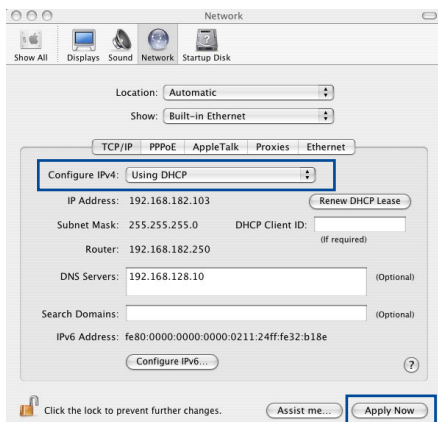 Network
Show All Displays Sound Network Startup Disk
Location: Automatic
Show: Built-in Ethernet
TCP/IP PPPoE AppleTalk Proxies Ethernet
Configure IPv4: Using DHCP
IP Address: 192.168.182.103 Renew DHCP Lease
Subnet Mask: 255.255.255.0 DHCP Client ID:
(If required)
Router: 192.168.182.250
DNS Servers: 192.168.128.10 (Optional)
Search Domains: (Optional)
IPv6 Address: fe80:0000:0000:0000:0211:24ff:fe32:b18e
Configure IPv6... ?
Click the lock to prevent further changes. Assist me... Apply Now